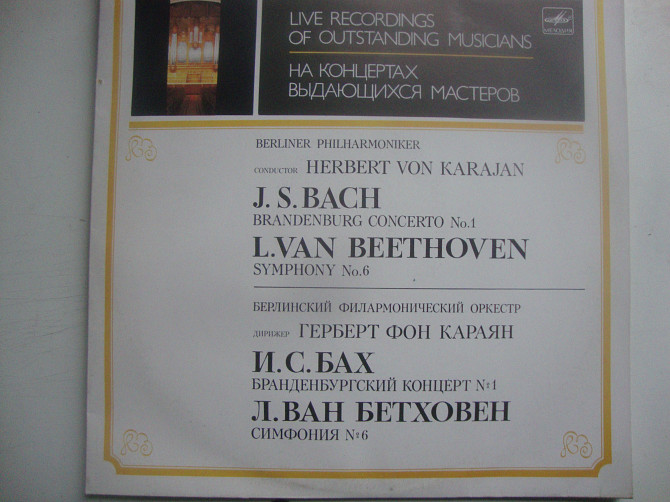 LIVE RECORDINGS
OF OUTSTANDING MUSICIANS
НА КОНЦЕРТАХ
ВЫДАЮЩИХСЯ МАСТЕРОВ
МЕЛОДИЯ
BERLINER PHILHARMONIKER
CONDUCTOR HERBERT VON KARAJAN
J. S. BACH
BRANDENBURG CONCERTO No. 1
L. VAN BEETHOVEN
SYMPHONY No. 6
БЕРЛИНСКИЙ ФИЛАРМОНИЧЕСКИЙ ОРКЕСТР
ДИРИЖЕР ГЕРБЕРТ ФОН КАРАЯН
И. С. БАХ
БРАНДЕНБУРГСКИЙ КОНЦЕРТ №1
Л. ВАН БЕТХОВЕН
СИМФОНИЯ №6